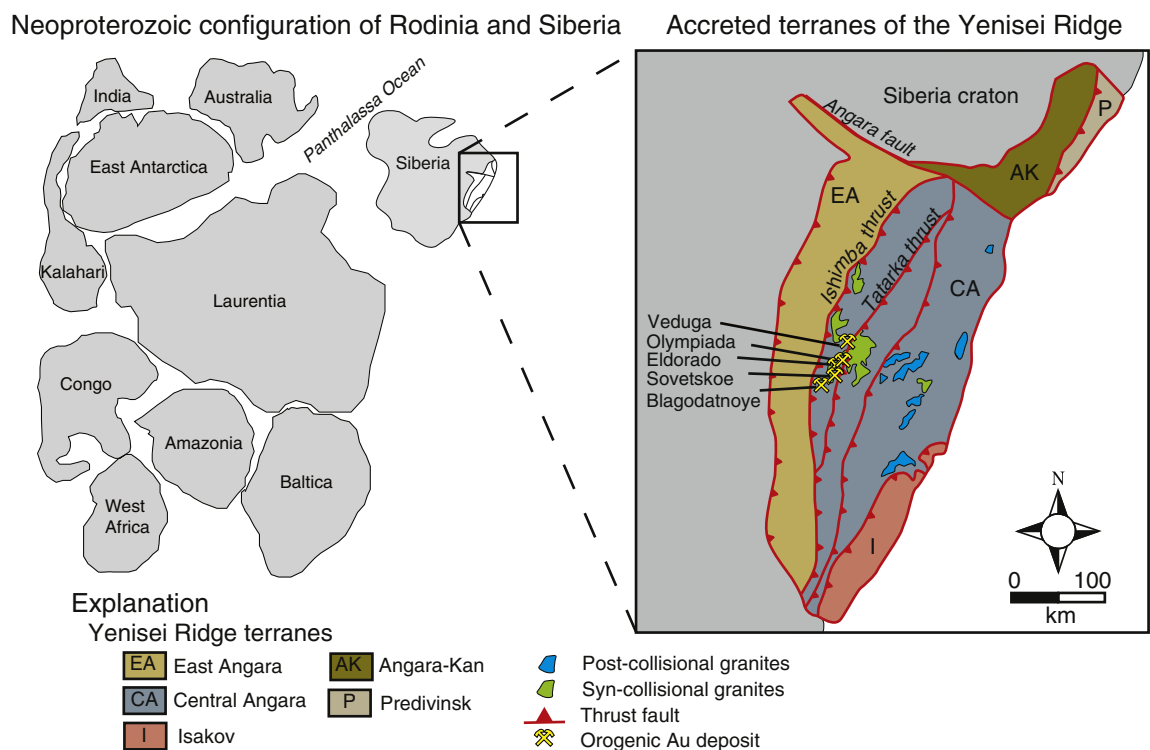 Neoproterozoic configuration of Rodinia and Siberia
Accreted terranes of the Yenisei Ridge
India
Australia
Panthalassa Ocean
East Antarctica
Siberia
Kalahari
Laurentia
Congo
Amazonia
Baltica
West
Africa
Siberia craton
P
Angara fault
AK
EA
Ishimba thrust
Tatarka thrust
CA
Veduga
Olympiada
Eldorado
Sovetskoe
Blagodatnoye
I
N
0 100
km
Explanation
Yenisei Ridge terranes
EA East Angara
CA Central Angara
I Isakov
AK Angara-Kan
P Predivinsk
Post-collisional granites
Syn-collisional granites
Thrust fault
Orogenic Au deposit